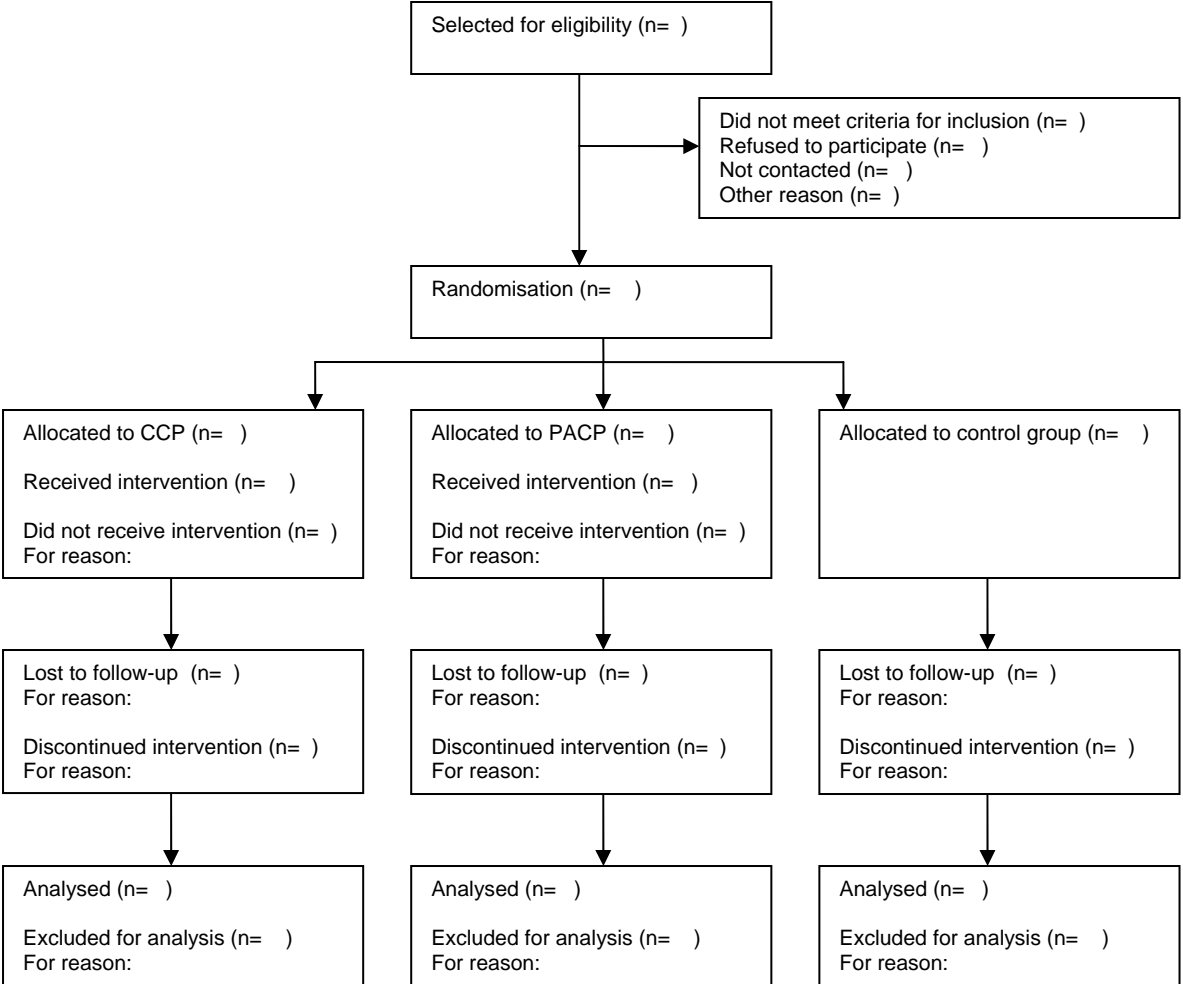 Selected for eligibility (n=  )
Did not meet criteria for inclusion (n=  )
Refused to participate (n=   )
Not contacted (n=   )
Other reason (n=  )
Randomisation (n=    )
Allocated to CCP (n=   )
Received intervention (n=    )
Did not receive intervention (n=  )
For reason:
Allocated to PACP (n=    )
Received intervention (n=   )
Did not receive intervention (n=  )
For reason:
Allocated to control group (n=    )
Lost to follow-up  (n=  )
For reason:
Discontinued intervention (n=  )
For reason:
Lost to follow-up  (n=  )
For reason:
Discontinued intervention (n=  )
For reason:
Lost to follow-up  (n=  )
For reason:
Discontinued intervention (n=  )
For reason:
Analysed (n=   )
Excluded for analysis (n=    )
For reason:
Analysed (n=   )
Excluded for analysis (n=    )
For reason:
Analysed (n=   )
Excluded for analysis (n=    )
For reason: